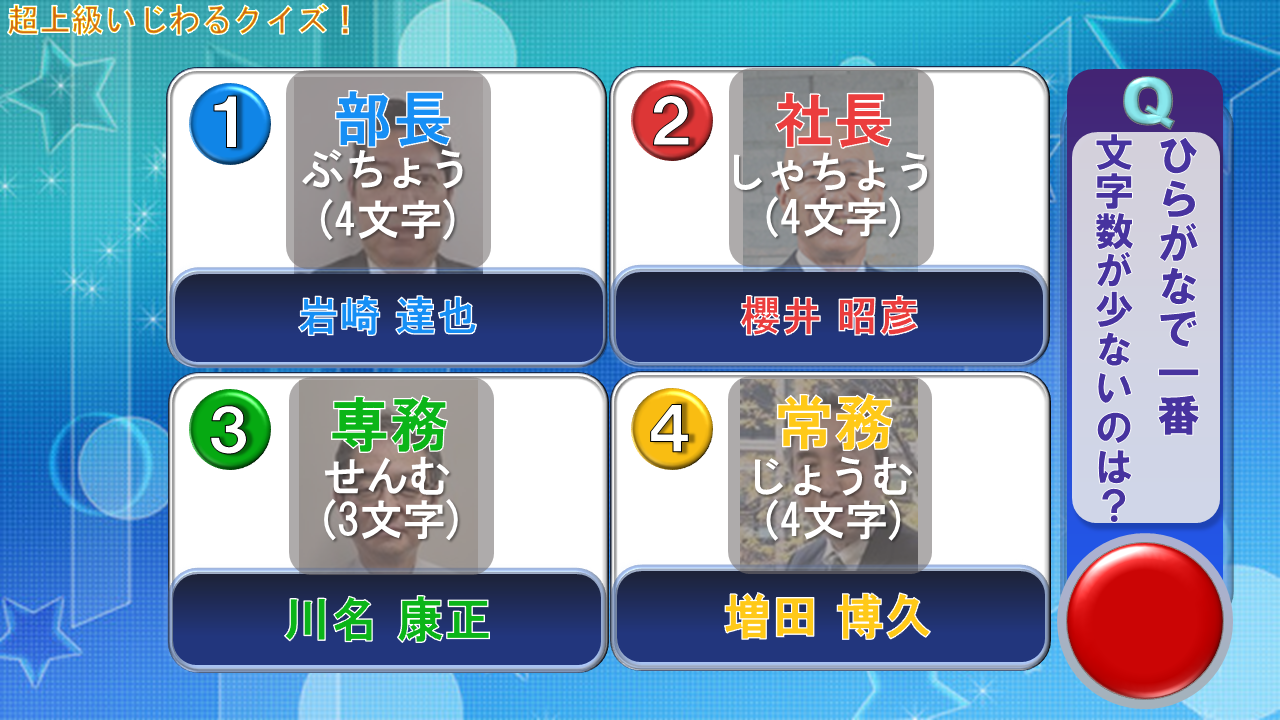 超上級いじわるクイズ！
1
部長
ぶちょう
(4文字)
岩崎 達也
2
社長
しゃちょう
(4文字)
櫻井 昭彦
3
専務
せんむ
(3文字)
川名 康正
4
常務
じょうむ
(4文字)
増田 博久
Q
ひらがなで一番
文字数が少ないのは?